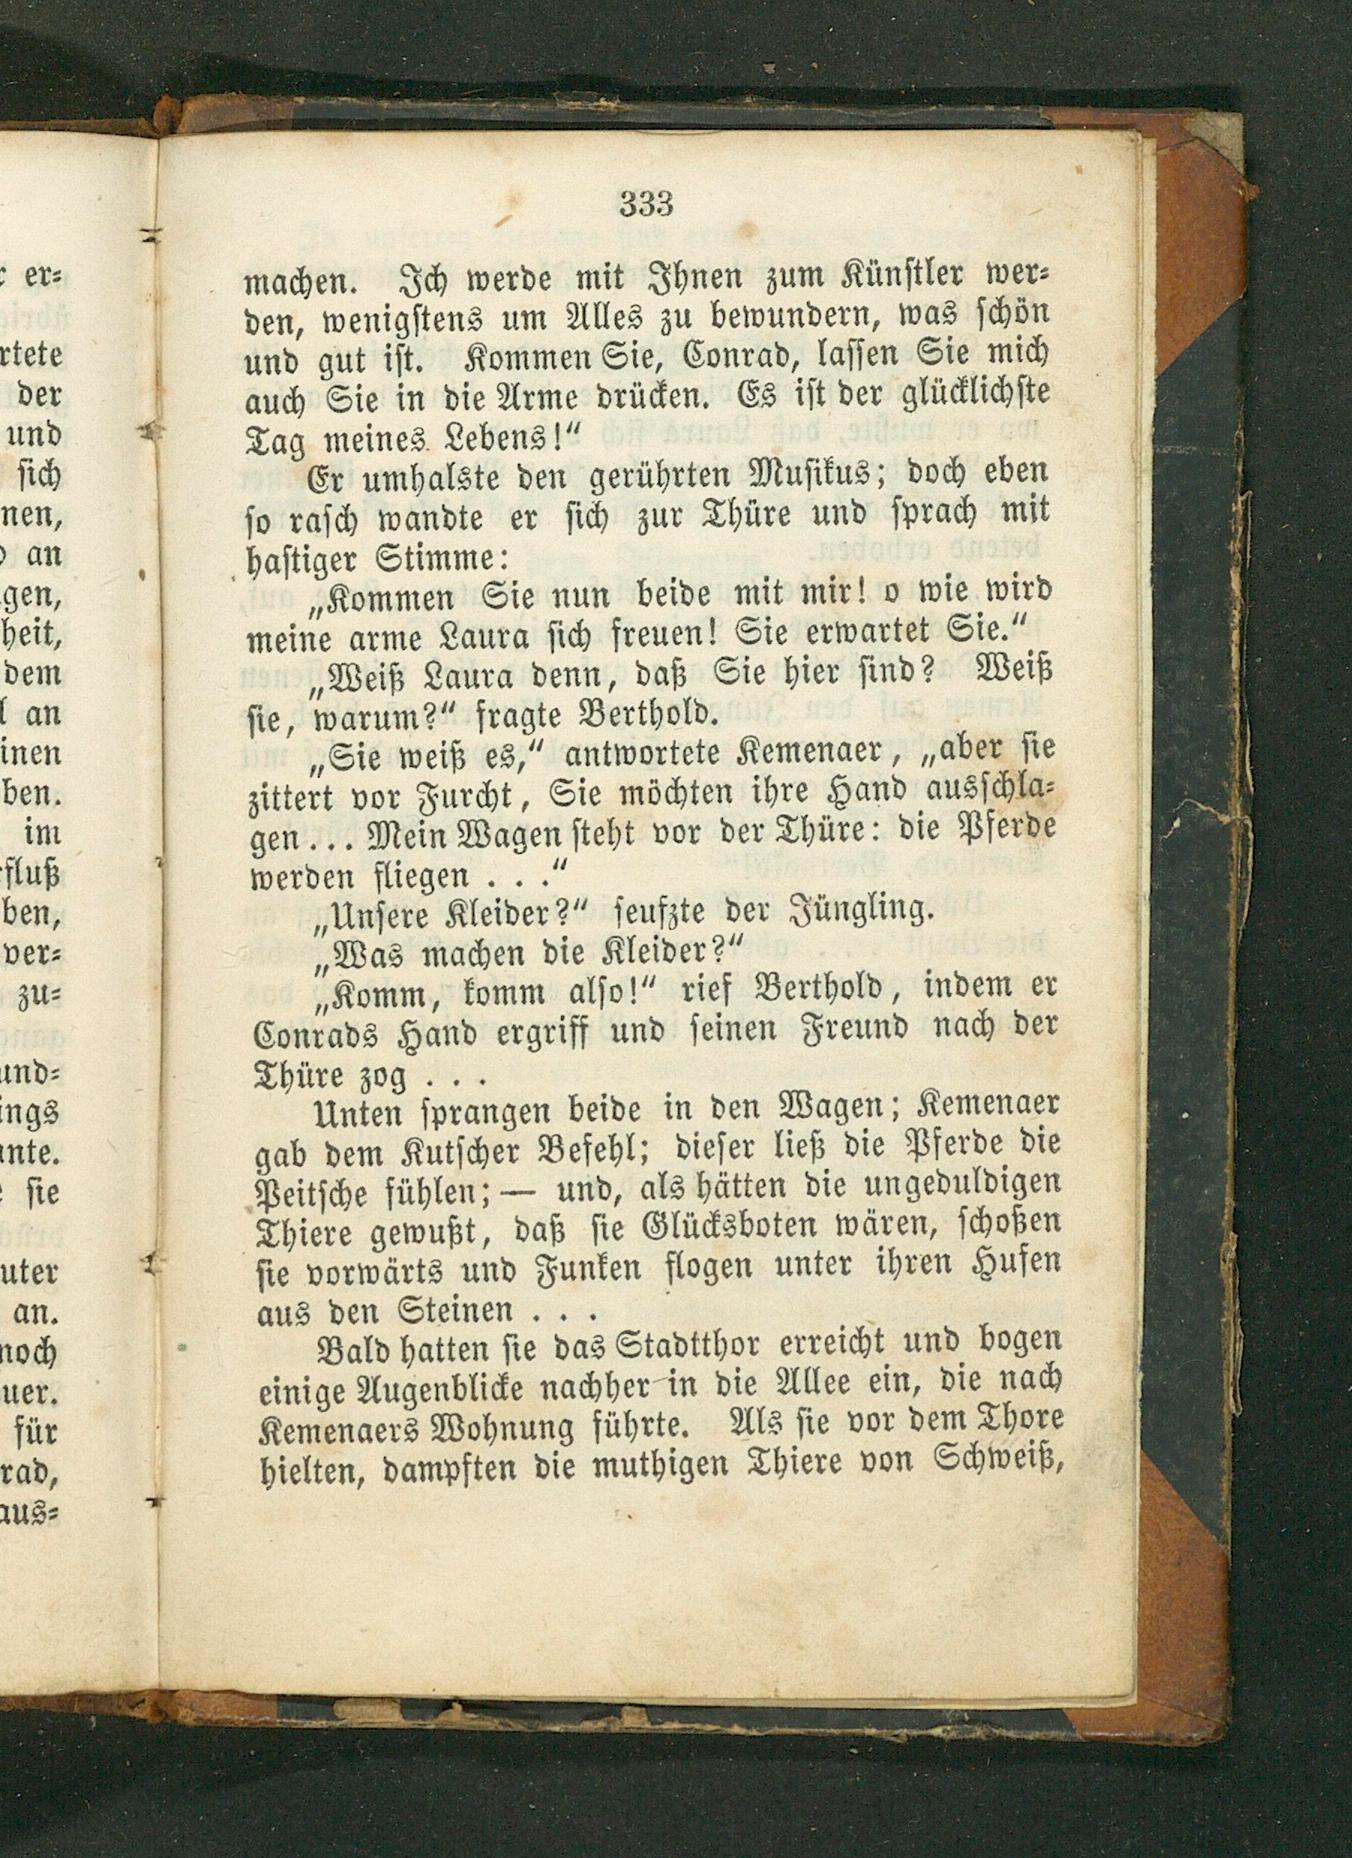 333
machen. Ich werde mit Ihnen zum Künstler wer-
den, wenigstens um Alles zu bewundern, was schön
und gut ist. Kommen Sie, Conrad, lassen Sie mich
auch Sie in die Arme drücken. Es ist der glücklichste
Tag meines Lebens!“
Er umhalste den gerührten Musikus; doch eben
so rasch wandte er sich zur Thüre und sprach mit
hastiger Stimme:
„Kommen Sie nun beide mit mir! o wie wird
meine arme Laura sich freuen! Sie erwartet Sie.“
„Weiß Laura denn, daß Sie hier sind? Weiß
sie, warum?“ fragte Berthold.
„Sie weiß es,“ antwortete Kemenaer, „aber sie
zittert vor Furcht, Sie möchten ihre Hand ausschla-
gen... Mein Wagen steht vor der Thüre: die Pferde
werden fliegen . . .“
„Unsere Kleider?“ seufzte der Jüngling.
„Was machen die Kleider?“
„Komm, komm also!“ rief Berthold, indem er
Conrads Hand ergriff und seinen Freund nach der
Thüre zog . . .
Unten sprangen beide in den Wagen; Kemenaer
gab dem Kutscher Befehl; dieser ließ die Pferde die
Peitsche fühlen; — und, als hätten die ungeduldigen
Thiere gewußt, daß sie Glücksboten wären, schoßen
sie vorwärts und Funken flogen unter ihren Hufen
aus den Steinen . . .
Bald hatten sie das Stadtthor erreicht und bogen
einige Augenblicke nachher in die Allee ein, die nach
Kemenaers Wohnung führte. Als sie vor dem Thore
hielten, dampften die muthigen Thiere von Schweiß,